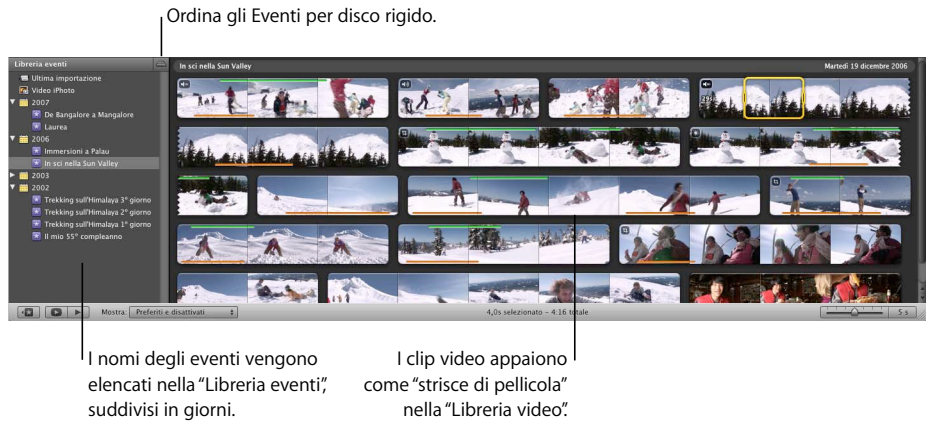 Ordina gli Eventi per disco rigido.
Libreria eventi
In sci nella Sun Valley
Martedì 19 dicembre 2006
Ultima importazione
Video iPhoto
2007
De Bangalore a Mangalore
Laurea
2006
Immersioni a Palau
In sci nella Sun Valley
2003
2002
Trekking sull'Himalaya 3° giorno
Trekking sull'Himalaya 2° giorno
Trekking sull'Himalaya 1° giorno
Il mio 55° compleanno
Mostra: Preferiti e disattivati
4,0s selezionato - 4:16 totale
5 s
I nomi degli eventi vengono
elencati nella “Libreria eventi”,
suddivisi in giorni.
I clip video appaiono
come “strisce di pellicola”
nella “Libreria video”.